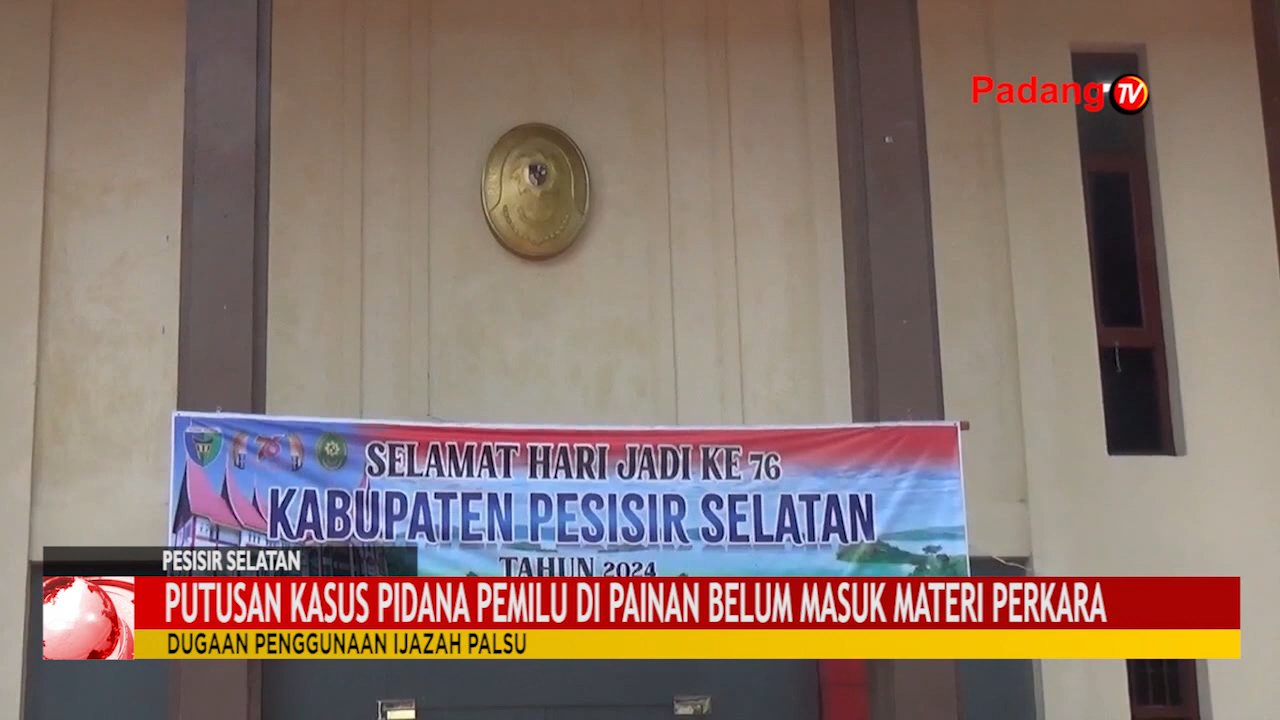 Padang TV
SELAMAT HARI JADI KE 76
KABUPATEN PESISIR SELATAN
TAHUN 2024
PESISIR SELATAN
PUTUSAN KASUS PIDANA PEMILU DI PAINAN BELUM MASUK MATERI PERKARA
DUGAAN PENGGUNAAN IJAZAH PALSU